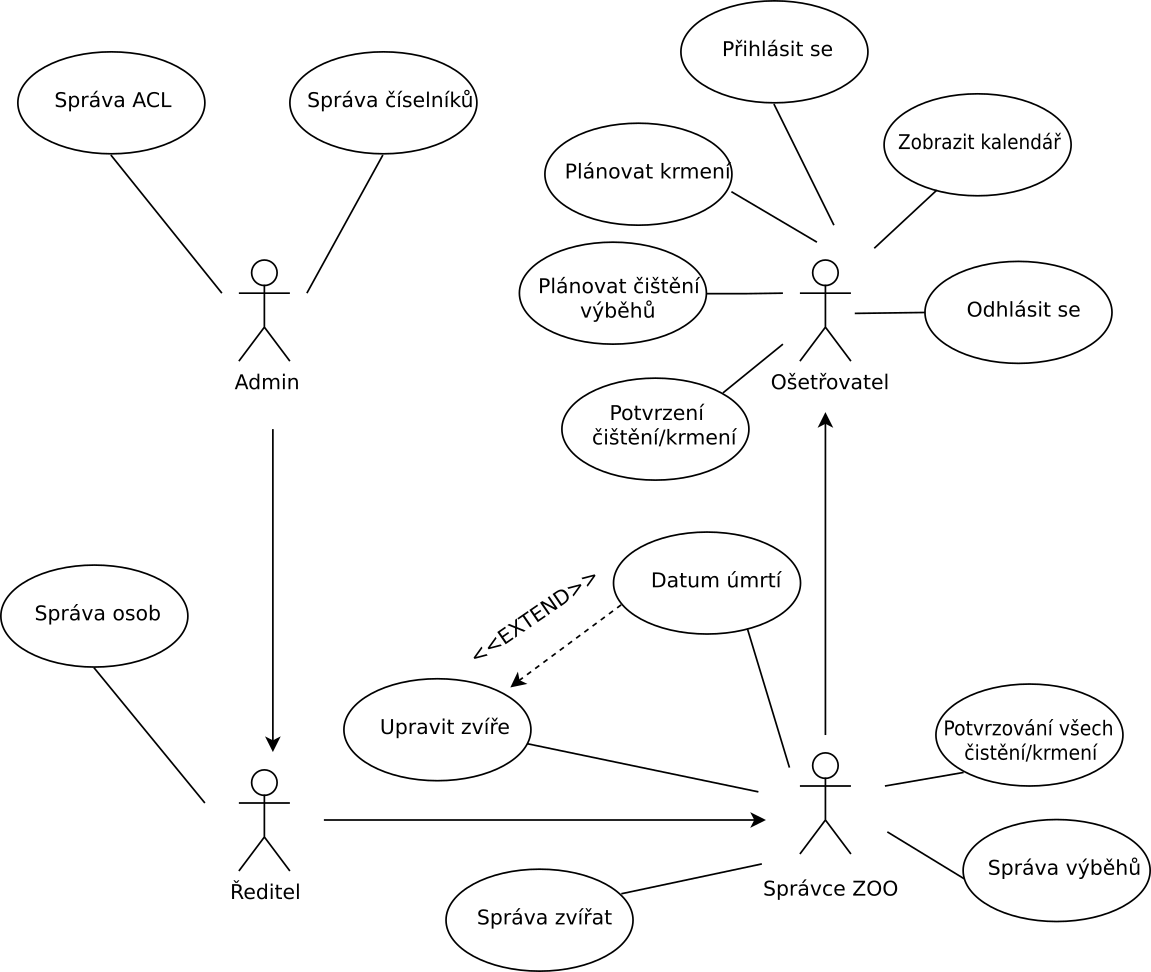 Přihlásit se
Správa ACL
Správa číselníků
Zobrazit kalendář
Plánovat krmení
Plánovat čištění
výběhů
Odhlásit se
Admin
Ošetřovatel
Potvrzení
čištění/krmení
Datum úmrtí
<<EXTEND>>
Správa osob
Upravit zvíře
Potvrzování všech
čistění/krmení
Správa výběhů
Ředitel
Správce ZOO
Správa zvířat